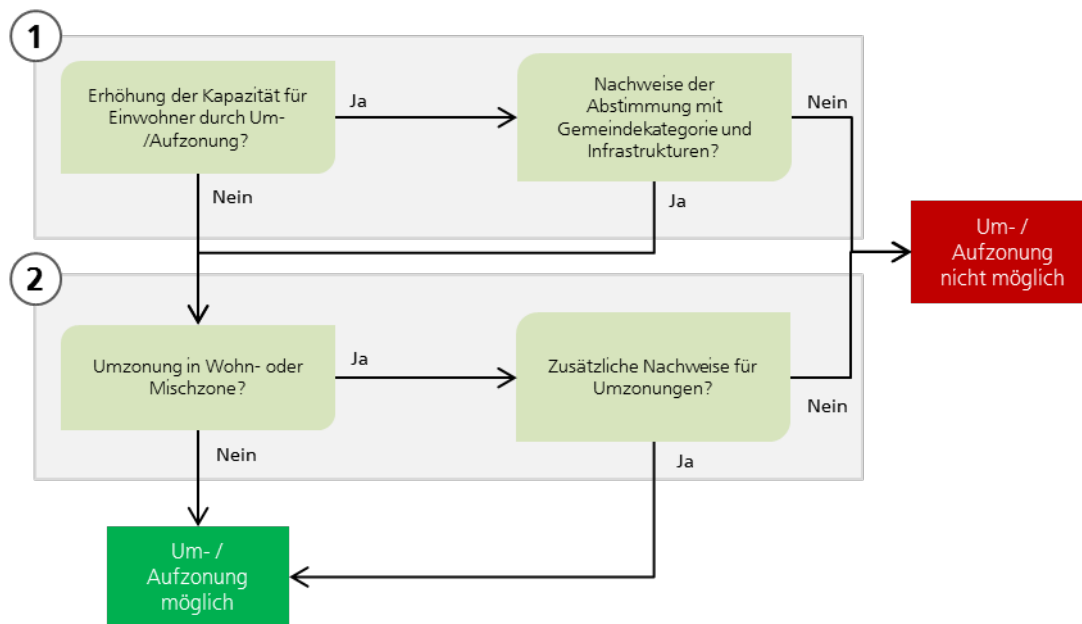 1
Erhöhung der Kapazität für
Einwohner durch Um-
/Aufzonung?
Ja
Nachweise der
Abstimmung mit
Gemeindekategorie und
Infrastrukturen?
Nein
Nein
Ja
Um- /
Aufzonung
nicht möglich
2
Umzonung in Wohn- oder
Mischzone?
Ja
Zusätzliche Nachweise für
Umzonungen?
Nein
Nein
Ja
Um- /
Aufzonung
möglich